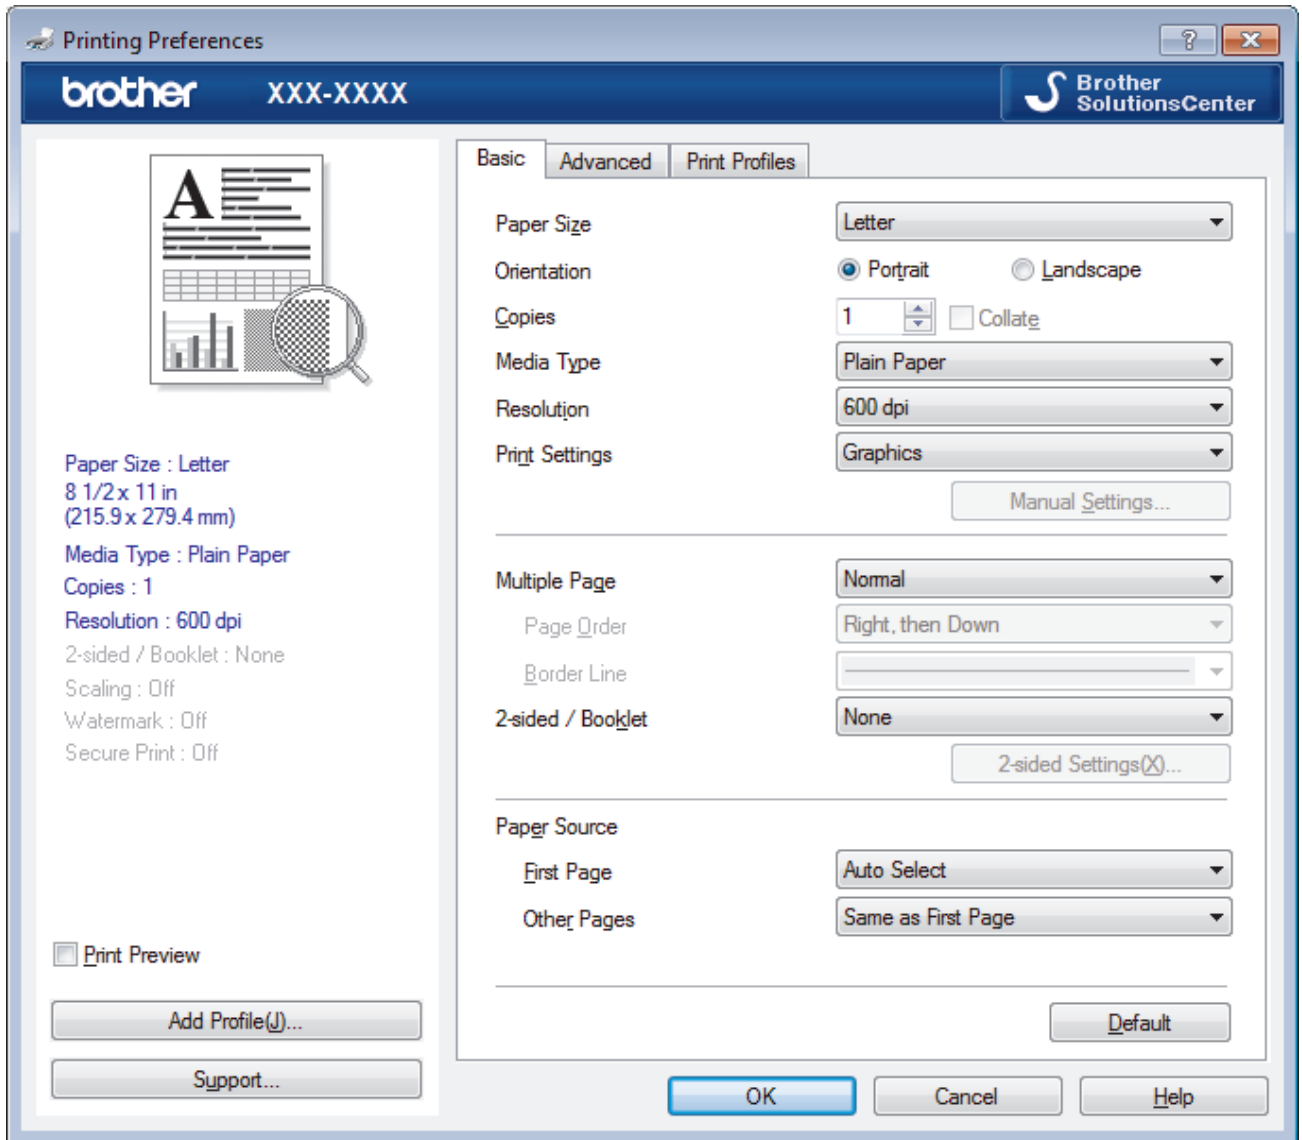 Printing Preferences
brother XXX-XXXX
Brother
SolutionsCenter
A
Paper Size : Letter
8 1/2 x 11 in
(215.9 x 279.4 mm)
Media Type : Plain Paper
Copies : 1
Resolution : 600 dpi
2-sided / Booklet : None
Scaling : Off
Watermark : Off
Secure Print : Off
Print Preview
Add Profile(J)...
Support...
Basic Advanced Print Profiles
Paper Size Letter
Orientation Portrait Landscape
Copies 1 Collate
Media Type Plain Paper
Resolution 600 dpi
Print Settings Graphics
Manual Settings...
Multiple Page Normal
Page Order Right, then Down
Border Line
2-sided / Booklet None
2-sided Settings(X)...
Paper Source
First Page Auto Select
Other Pages Same as First Page
Default
OK Cancel Help